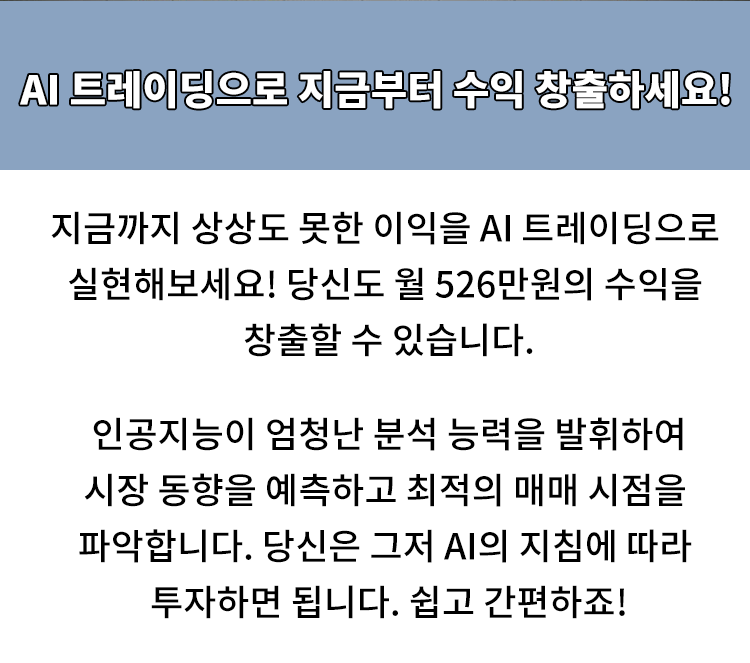 AI 트레이딩으로 지금부터 수익 창출하세요!
지금까지 상상도 못한 이익을 AI 트레이딩으로
실현해보세요! 당신도 월 526만원의 수익을
창출할 수 있습니다.
인공지능이 엄청난 분석 능력을 발휘하여
시장 동향을 예측하고 최적의 매매 시점을
파악합니다. 당신은 그저 AI의 지침에 따라
투자하면 됩니다. 쉽고 간편하죠!